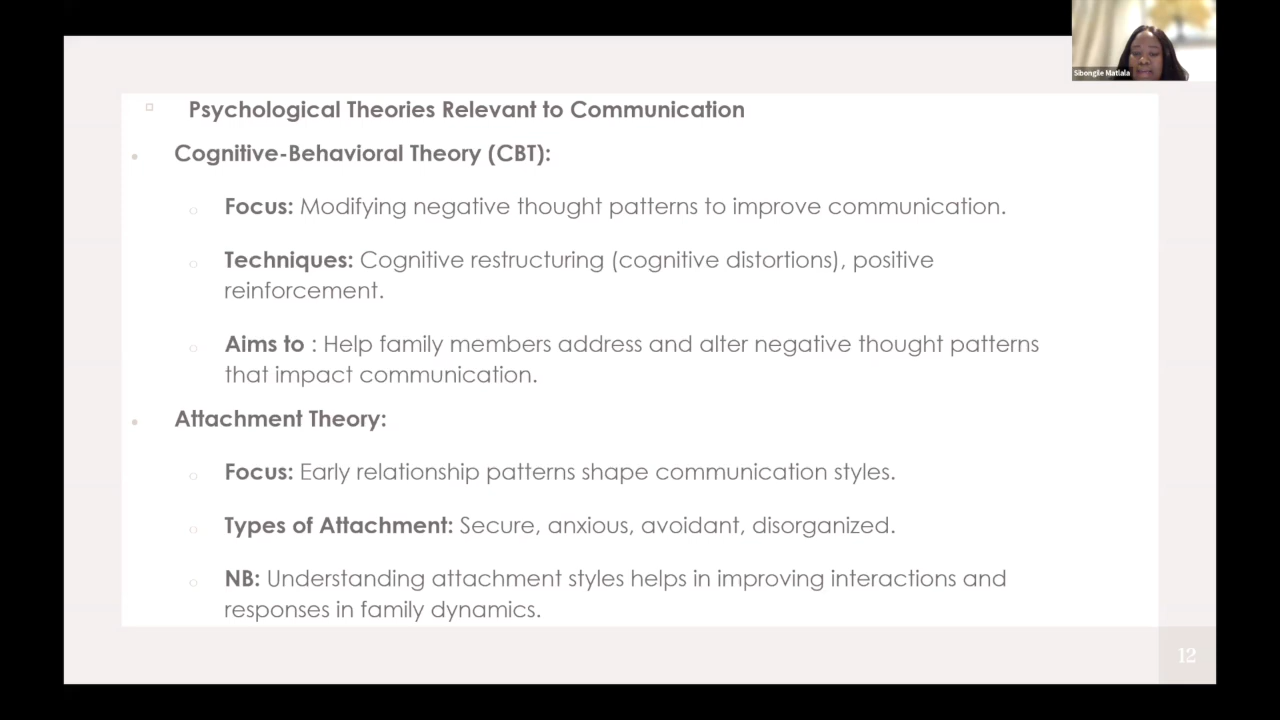 Sibongile Matlala
Psychological Theories Relevant to Communication
Cognitive-Behavioral Theory (CBT):
Focus: Modifying negative thought patterns to improve communication.
Techniques: Cognitive restructuring (cognitive distortions), positive
reinforcement.
Aims to : Help family members address and alter negative thought patterns
that impact communication.
Attachment Theory:
Focus: Early relationship patterns shape communication styles.
Types of Attachment: Secure, anxious, avoidant, disorganized.
NB: Understanding attachment styles helps in improving interactions and
responses in family dynamics.
12